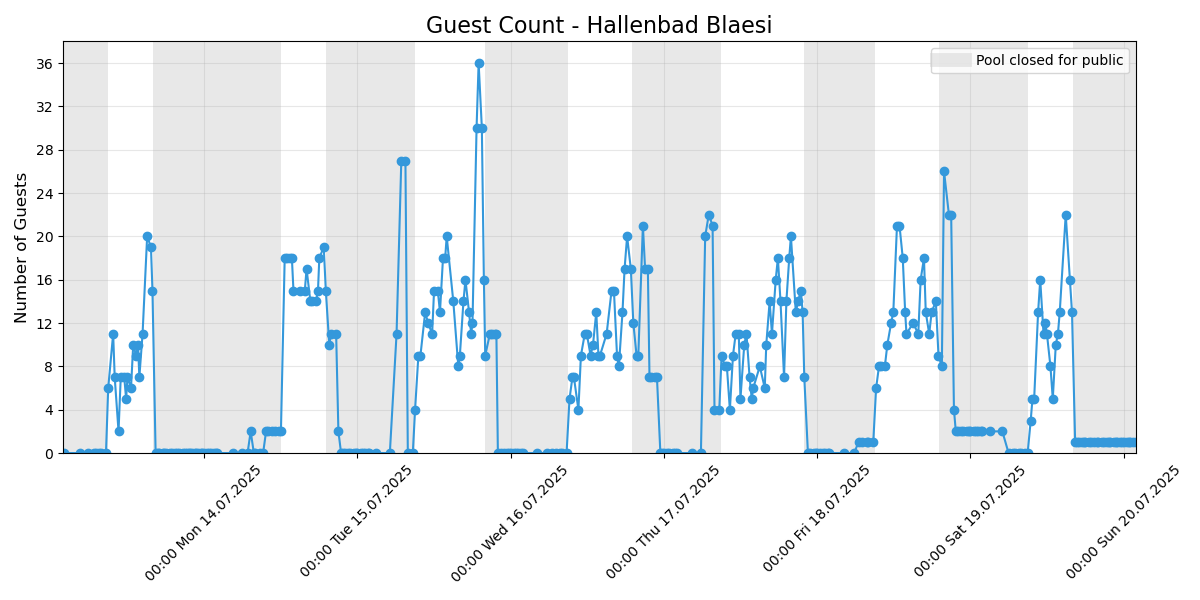 Guest Count - Hallenbad Blaesi
Pool closed for public
Number of Guests
36
32
28
24
20
16
12
8
4
0
00:00 Mon 14.07.2025
00:00 Tue 15.07.2025
00:00 Wed 16.07.2025
00:00 Thu 17.07.2025
00:00 Fri 18.07.2025
00:00 Sat 19.07.2025
00:00 Sun 20.07.2025